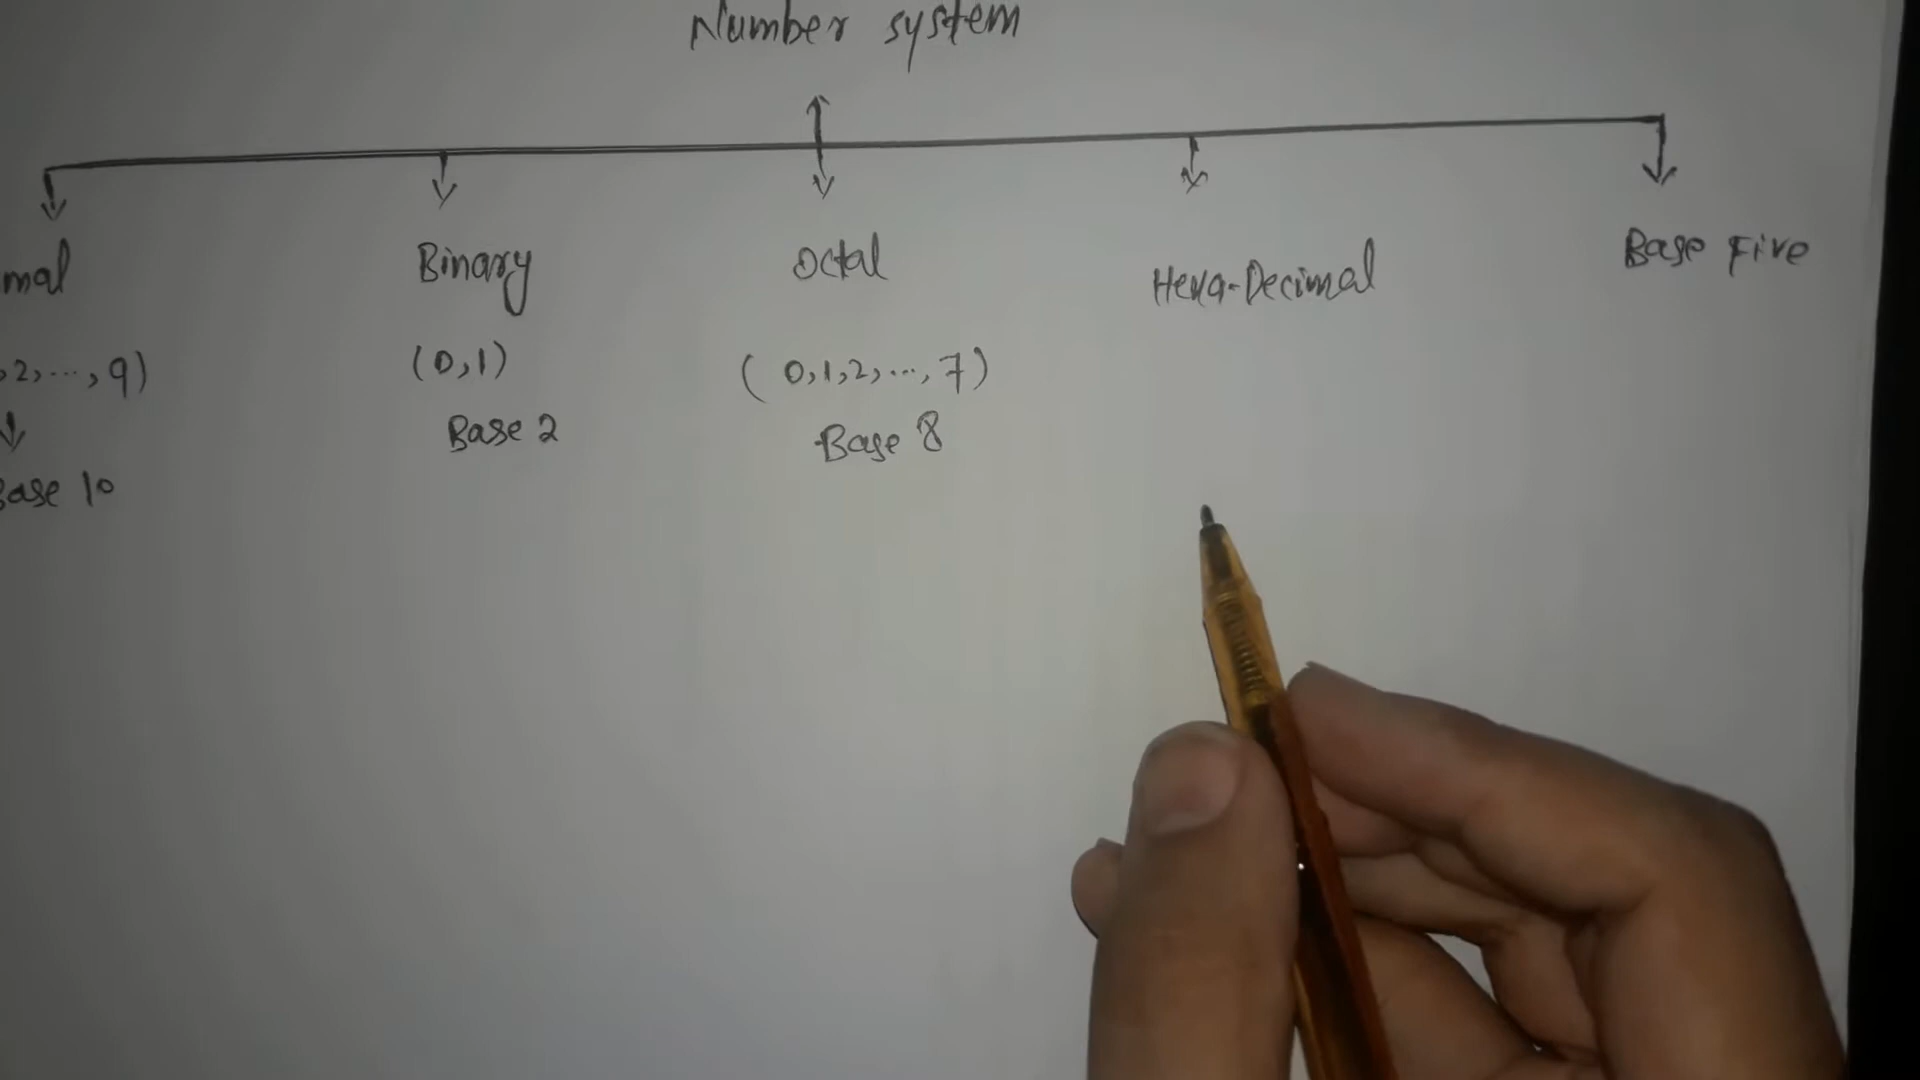 Number system
mal
Binary
Octal
Hexa-Decimal
Base Five
,2,...,9)
(0,1)
( 0,1,2,...,7)
Base 10
Base 2
Base 8